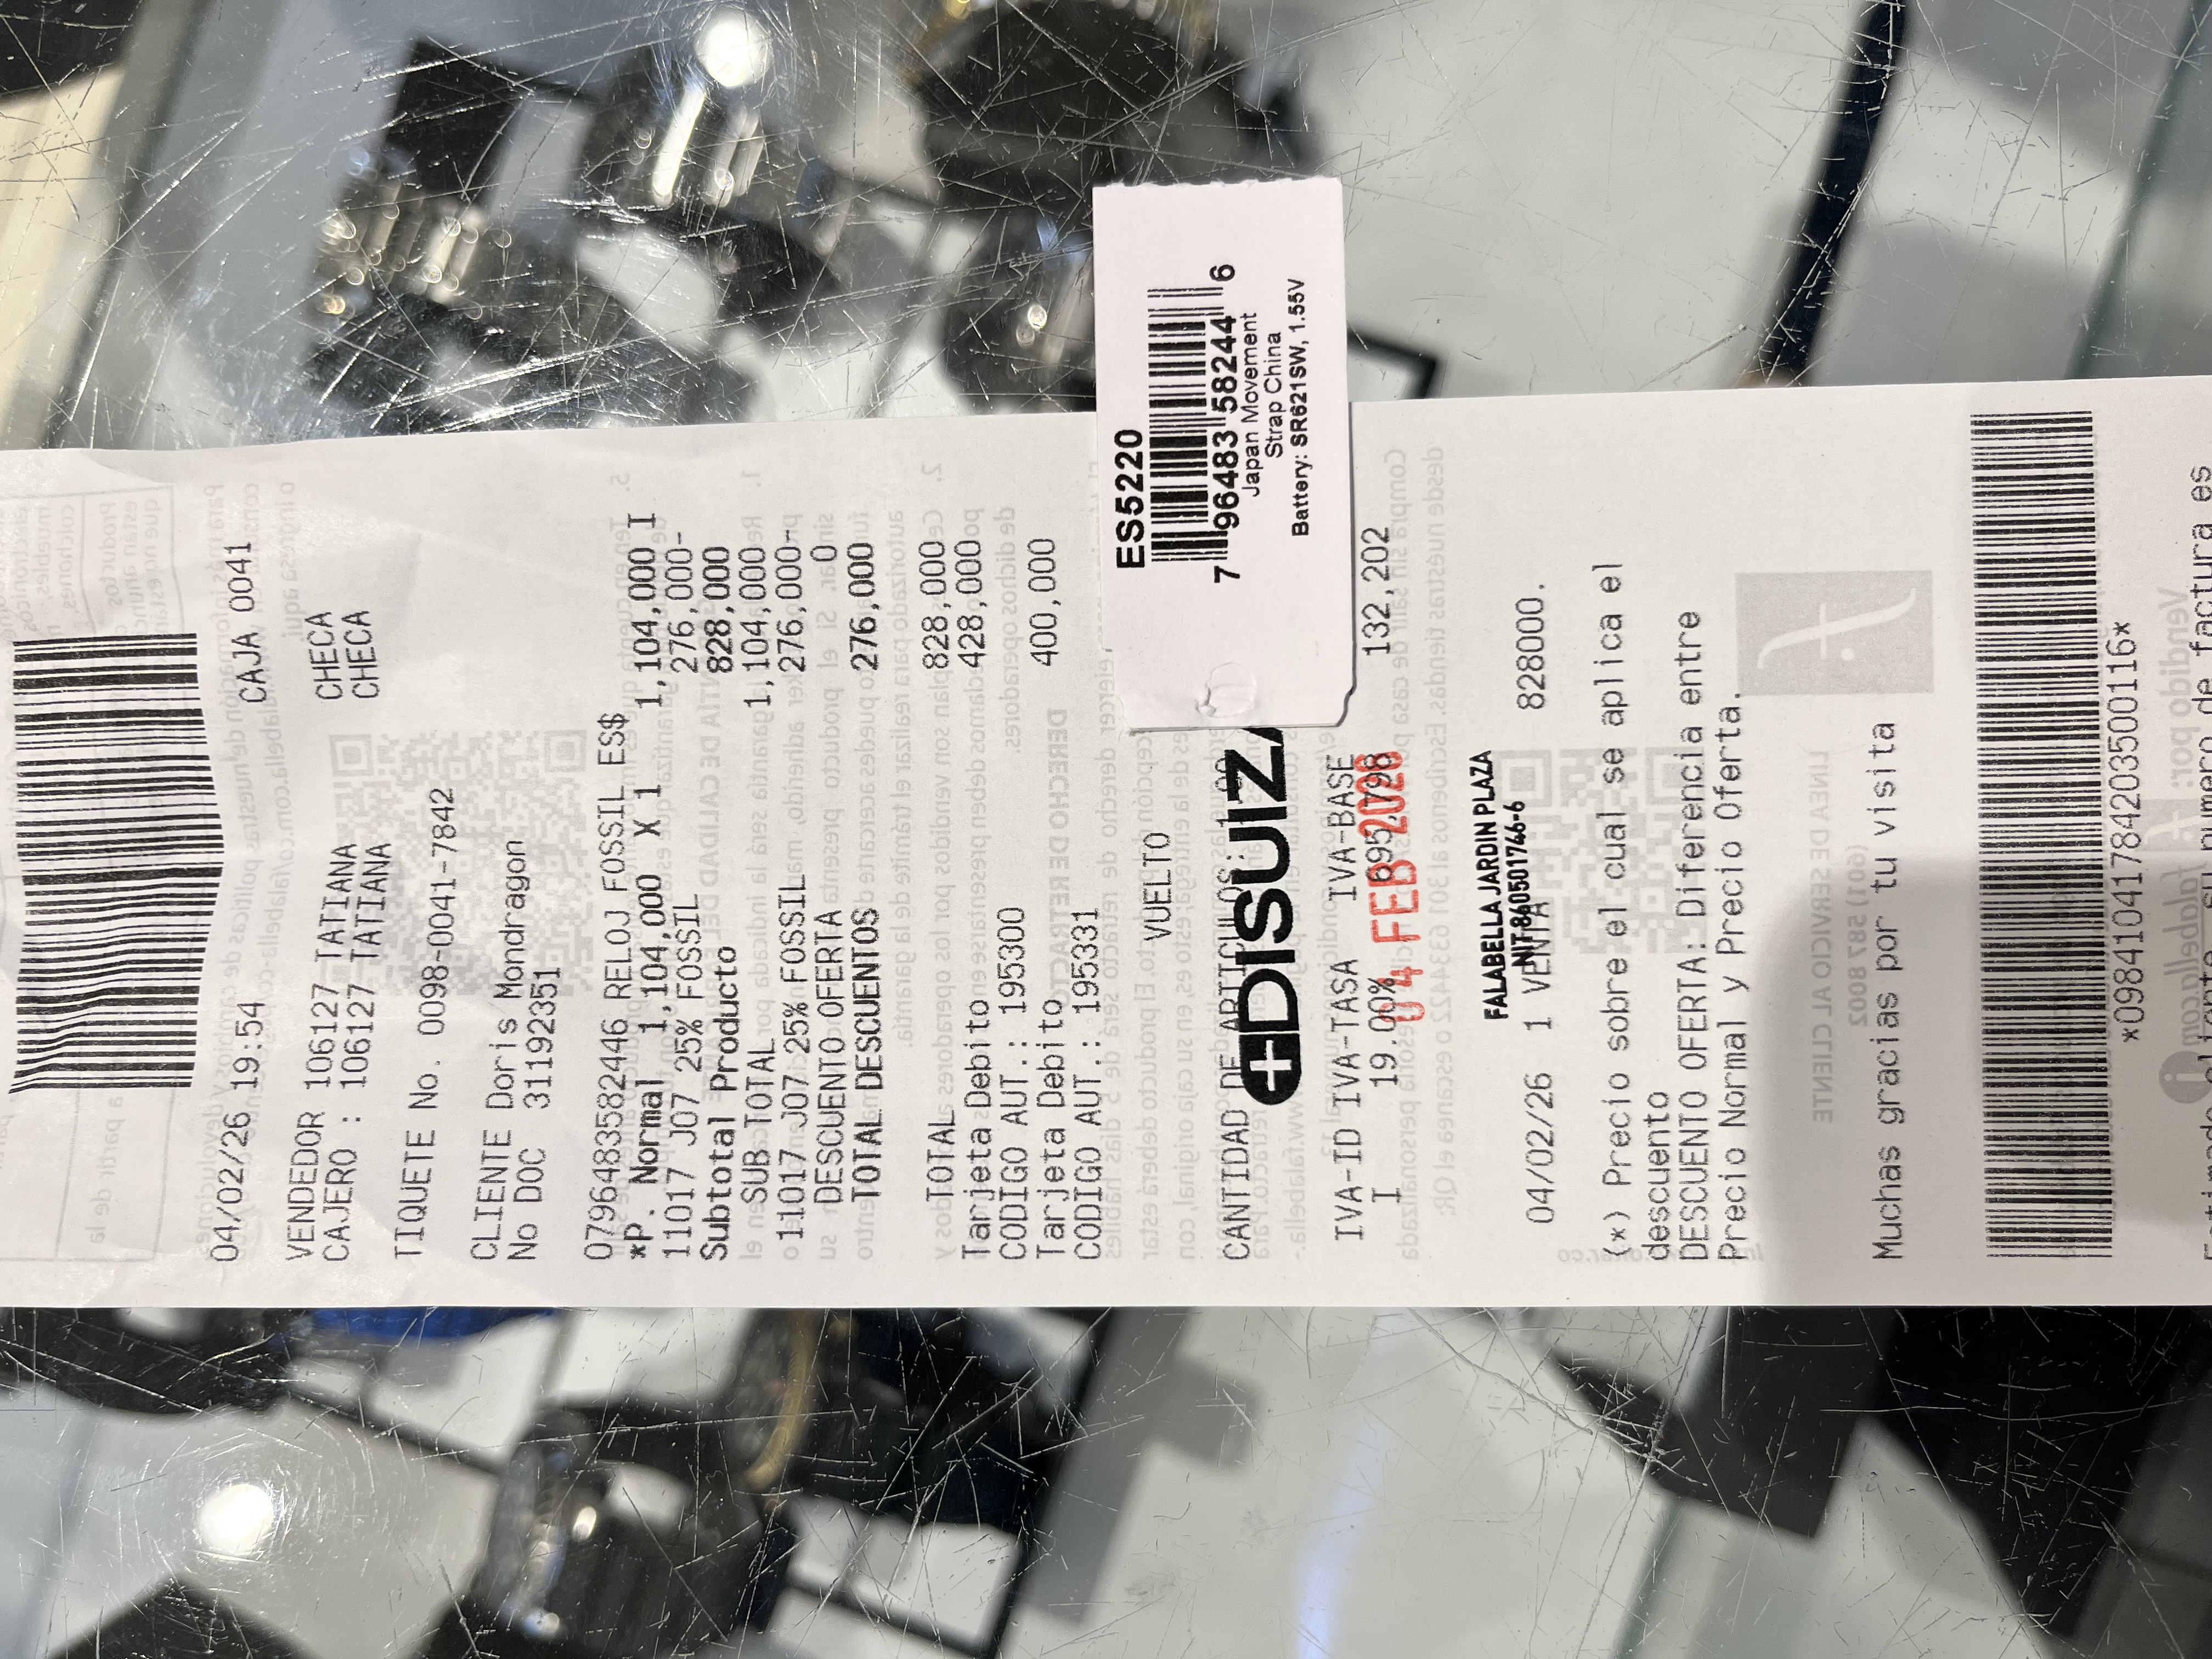 04/02/26 19:54 CAJA 0041
VENDEDOR 106127 TATIANA CHECA
CAJERO : 106127 TATIANA CHECA
TIQUETE No. 0098-0041-7842
CLIENTE Doris Mondragon
No DOC 31192351
0796483582446 RELOJ FOSSIL ES$
*P. Normal 1,104,000 X 1 1,104,000 I
11017 J07 25% FOSSIL 276,000-
Subtotal Producto 828,000
SUB TOTAL 1,104,000
11017 J07 25% FOSSIL 276,000-
DESCUENTO OFERTA 0
TOTAL DESCUENTOS 276,000
TOTAL 828,000
Tarjeta Debito 428,000
CODIGO AUT.: 195300
Tarjeta Debito 400,000
CODIGO AUT.: 195331
VUELTO
CANTIDAD DE ARTICULOS:
DISUIZ
ES5220
7 96483 58244 6
Japan Movement
Strap China
Battery: SR621SW, 1.55V
IVA-ID IVA-TASA IVA-BASE
I 19.00% 695,798 132,202
04 FEB 2026
FALABELLA JARDIN PLAZA
NIT-860501746-6
04/02/26 1 VENTA 828000.
(*) Precio sobre el cual se aplica el
descuento
DESCUENTO OFERTA: Diferencia entre
Precio Normal y Precio Oferta.
Muchas gracias por tu visita
*09841041784203500116*